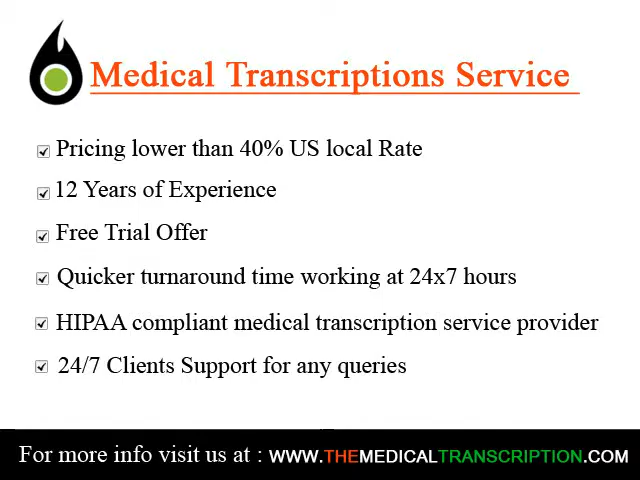 Medical Transcriptions Service
Pricing lower than 40% US local Rate
12 Years of Experience
Free Trial Offer
Quicker turnaround time working at 24x7 hours
HIPAA compliant medical transcription service provider
24/7 Clients Support for any queries
For more info visit us at : WWW.THEMEDICALTRANSCRIPTION.COM